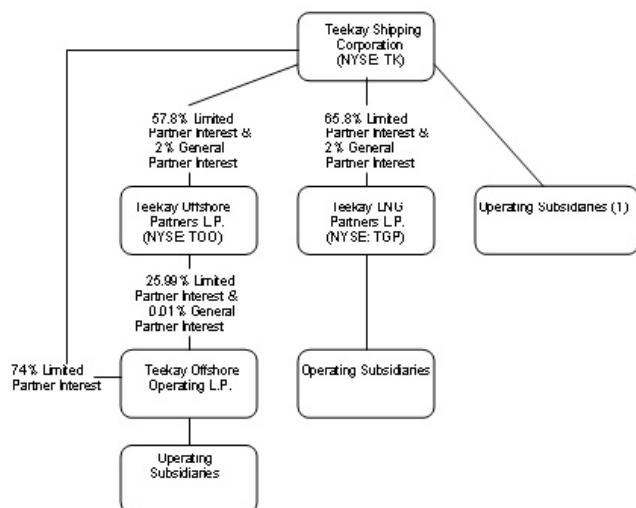 Teekay Shipping
Corporation
(NYSE: TK)
57.8% Limited
Partner Interest &
2% General
Partner Interest
65.8% Limited
Partner Interest &
2% General
Partner Interest
Teekay Offshore
Partners L.P.
(NYSE: TOO)
Teekay LNG
Partners L.P.
(NYSE: TGP)
Operating Subsidiaries (1)
25.99% Limited
Partner Interest &
0.01% General
Partner Interest
74% Limited
Partner Interest
Teekay Offshore
Operating L.P.
Operating Subsidiaries
Operating
Subsidiaries